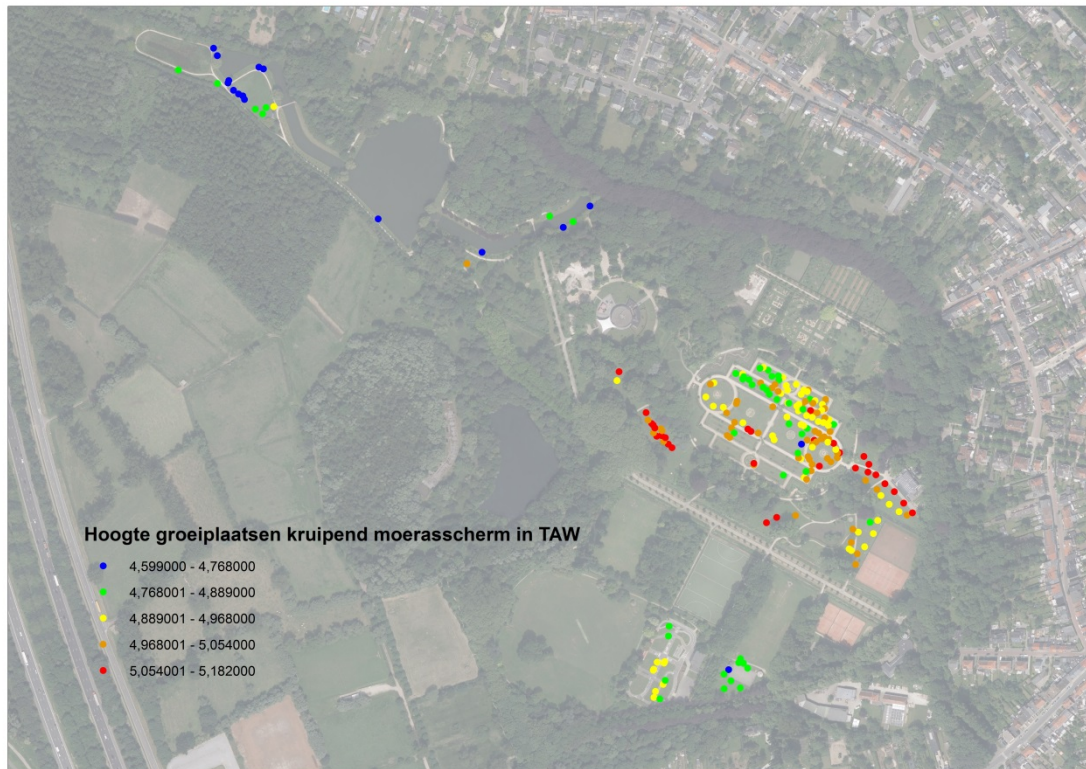 Hoogte groeiplaatsen kruipend moerasscherm in TAW
4,599000 - 4,768000
4,768001 - 4,889000
4,889001 - 4,968000
4,968001 - 5,054000
5,054001 - 5,182000